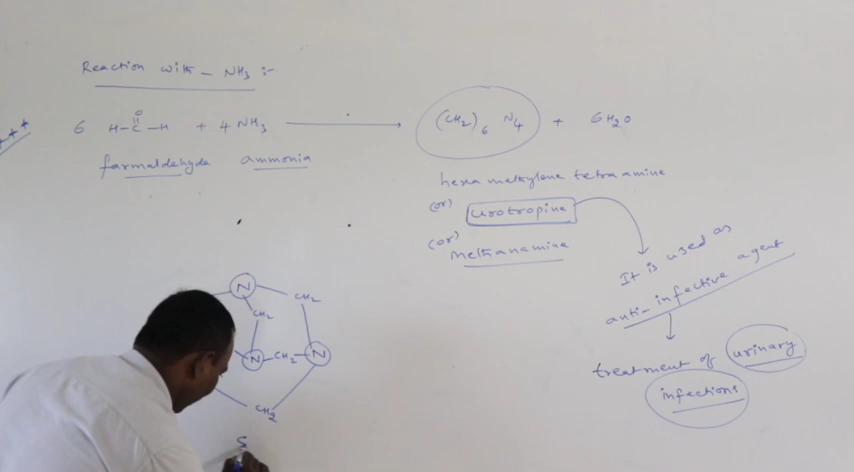 Reaction with - NH3 :-
6 H-C-H + 4 NH3 → (CH2)6 N4 + 6H2O
O
farmaldehyde ammonia
hexa methylene tetra amine
(or) urotropine
(or) methanamine
It is used as
anti-infective agent
treatment of urinary
infections
N
CH2
CH2
N -CH2- N
CH2
S